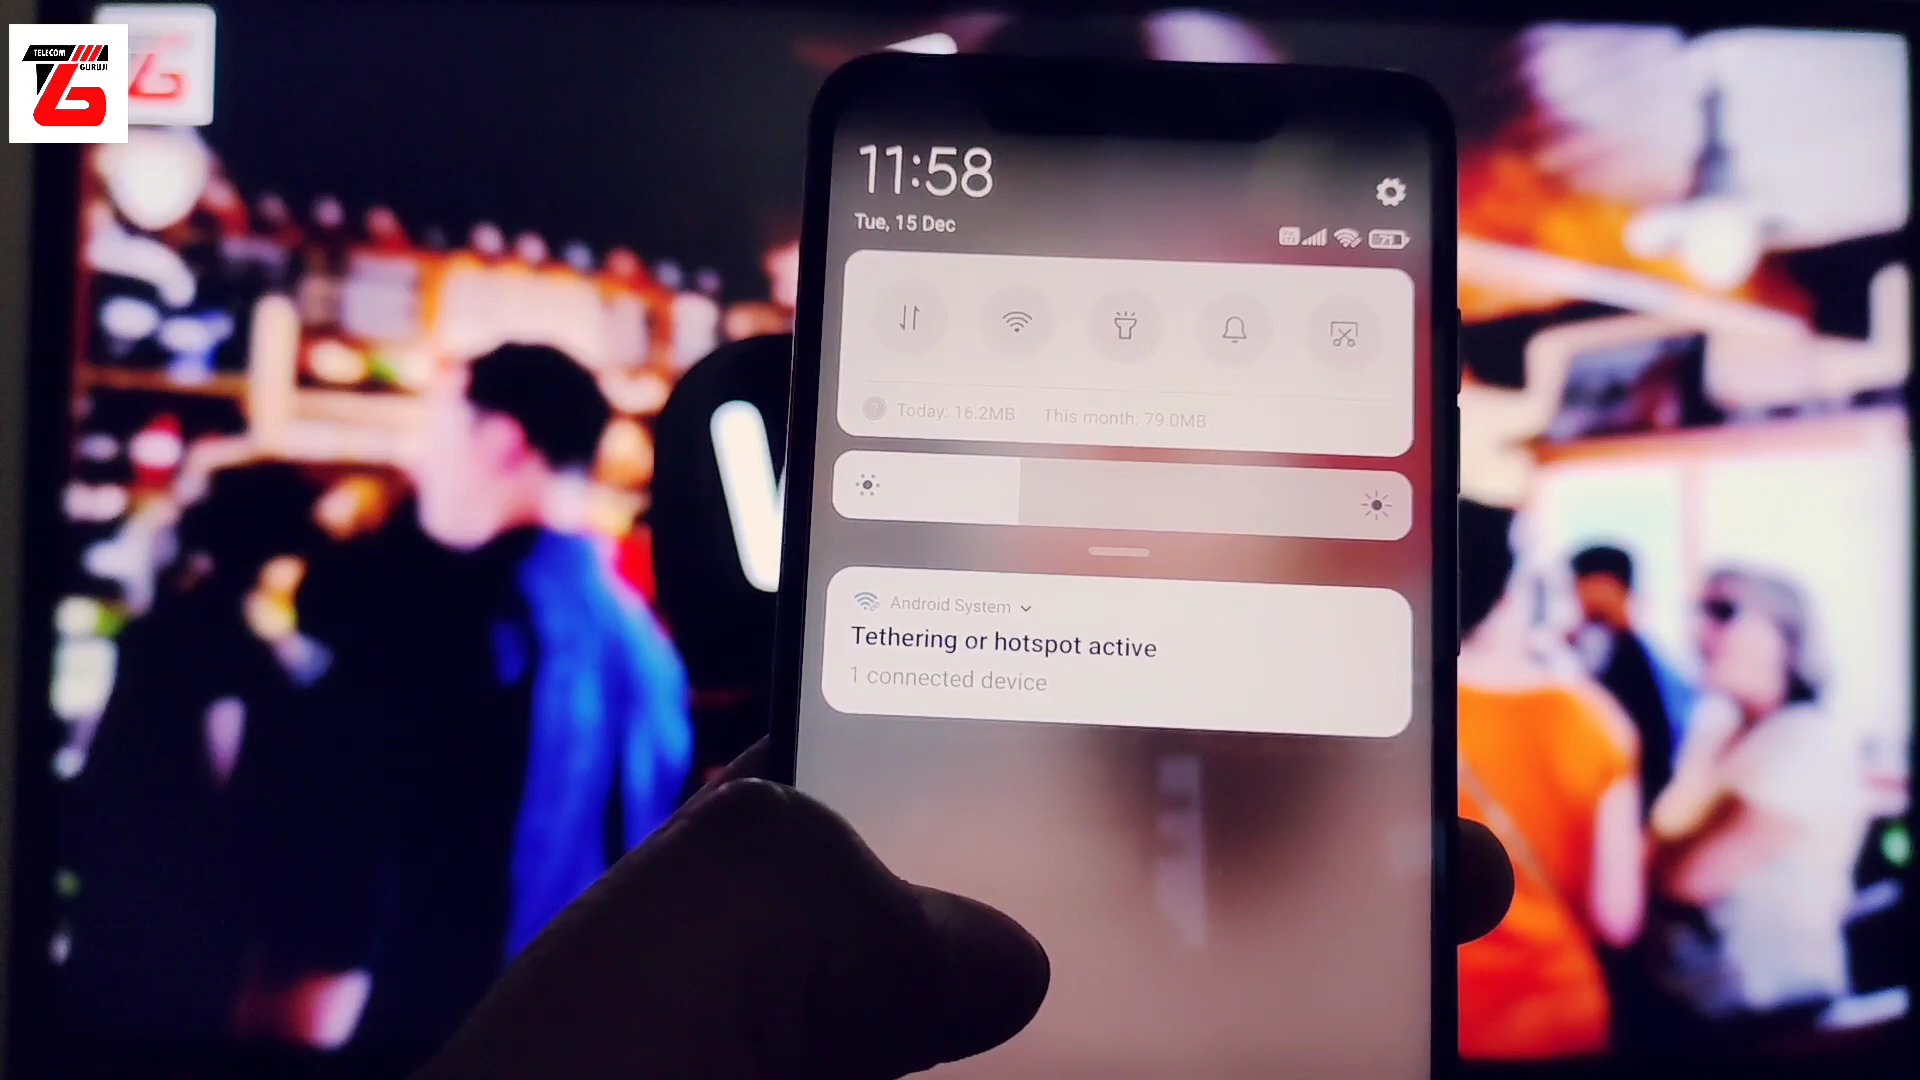 TELECOM
GURUJI
11:58
Tue, 15 Dec
Today: 16.2MB This month: 79.0MB
Android System
Tethering or hotspot active
1 connected device